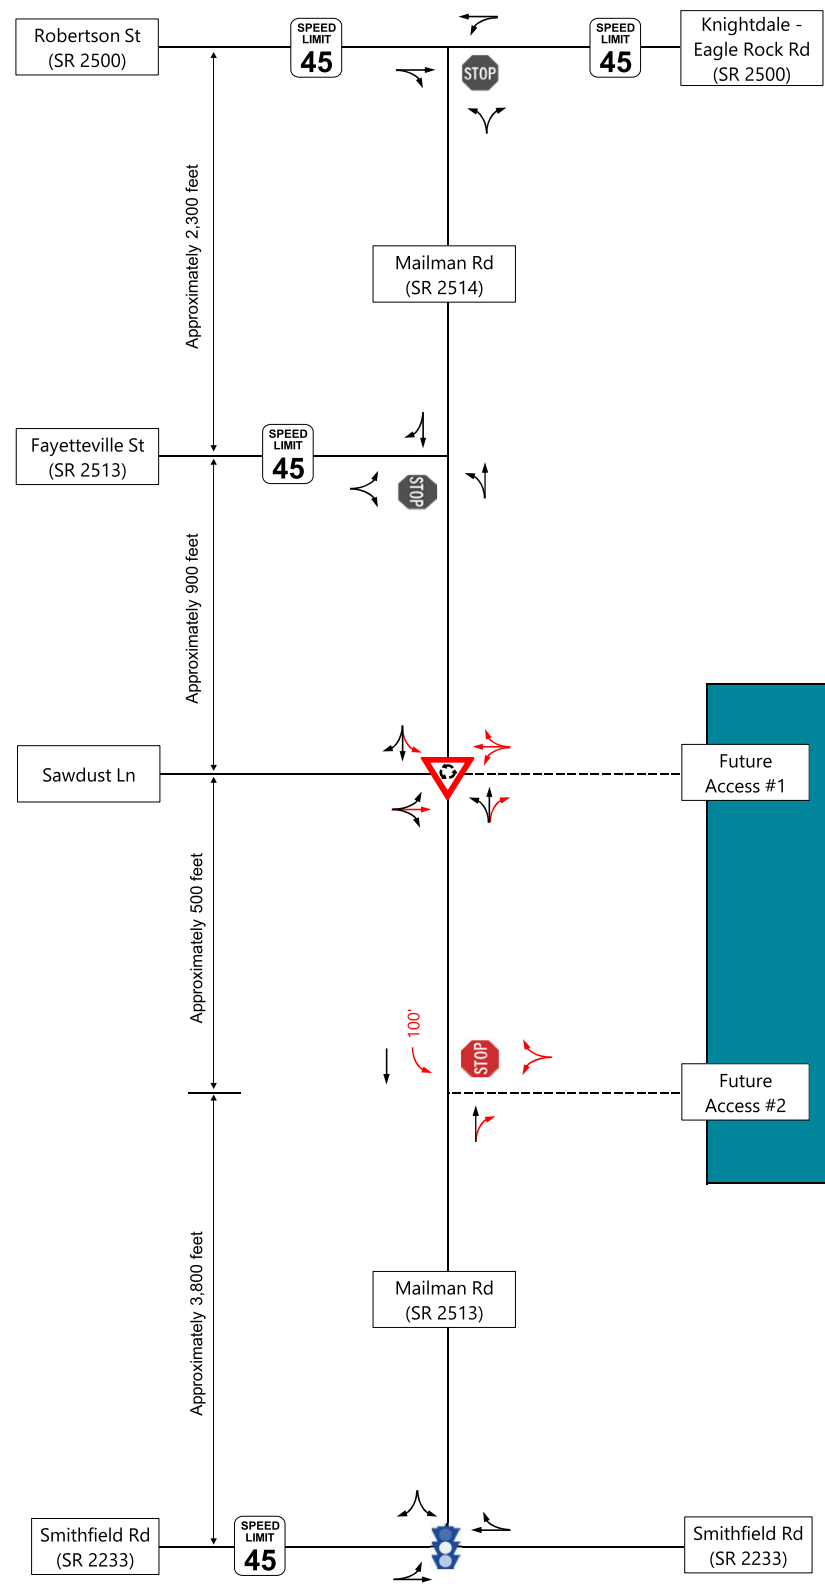 Robertson St
(SR 2500)
SPEED
LIMIT
45
SPEED
LIMIT
45
Knightdale -
Eagle Rock Rd
(SR 2500)
STOP
Approximately 2,300 feet
Mailman Rd
(SR 2514)
Fayetteville St
(SR 2513)
SPEED
LIMIT
45
STOP
Approximately 900 feet
Sawdust Ln
Future
Access #1
Approximately 500 feet
100'
STOP
Future
Access #2
Approximately 3,800 feet
Mailman Rd
(SR 2513)
Smithfield Rd
(SR 2233)
SPEED
LIMIT
45
Smithfield Rd
(SR 2233)